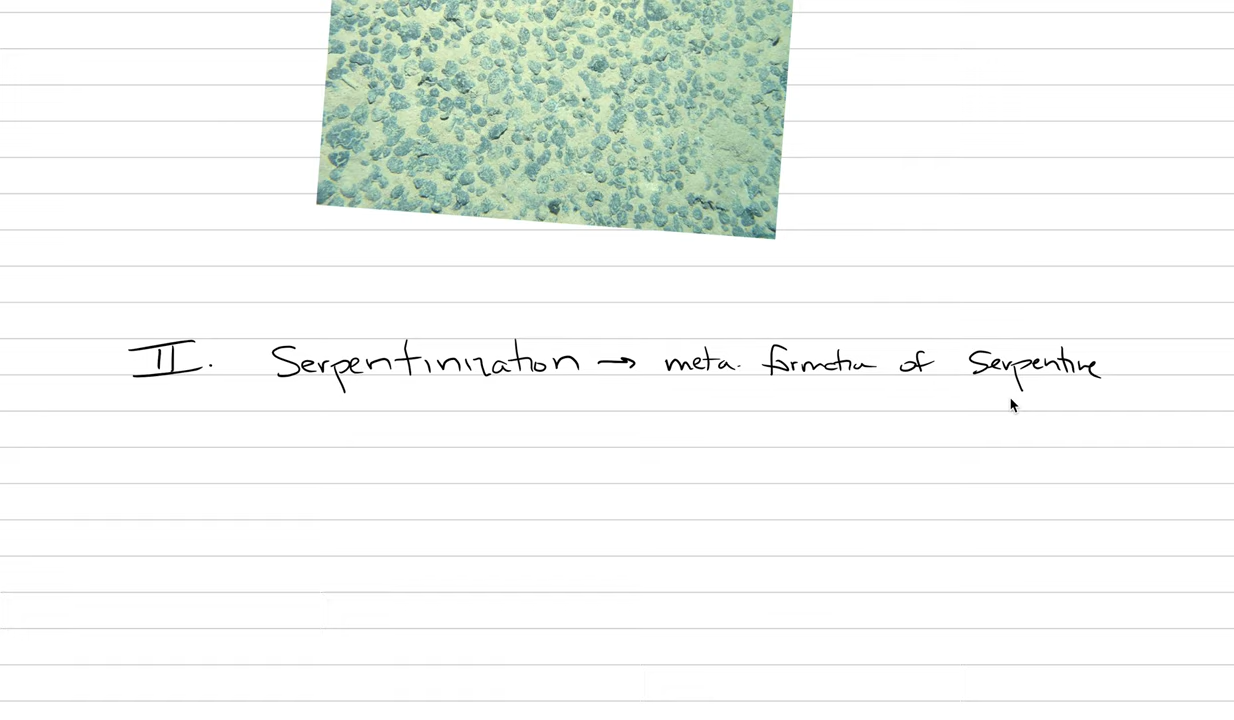 II. Serpentinization → meta. formation of Serpentine